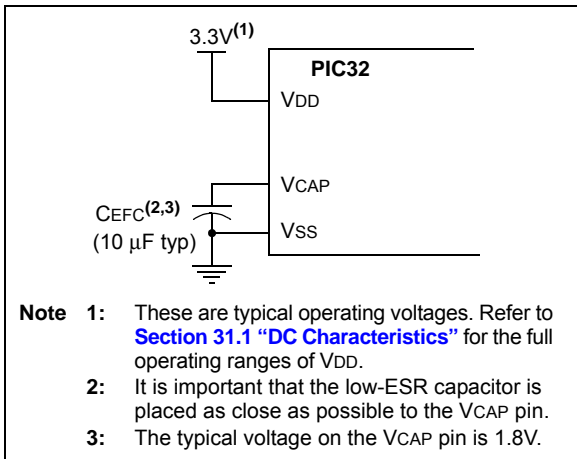 3.3V(1)
PIC32
VDD
VCAP
CEFC(2,3)
(10 μF typ)
VSS
Note 1: These are typical operating voltages. Refer to
Section 31.1 “DC Characteristics” for the full
operating ranges of VDD.
2: It is important that the low-ESR capacitor is
placed as close as possible to the VCAP pin.
3: The typical voltage on the VCAP pin is 1.8V.